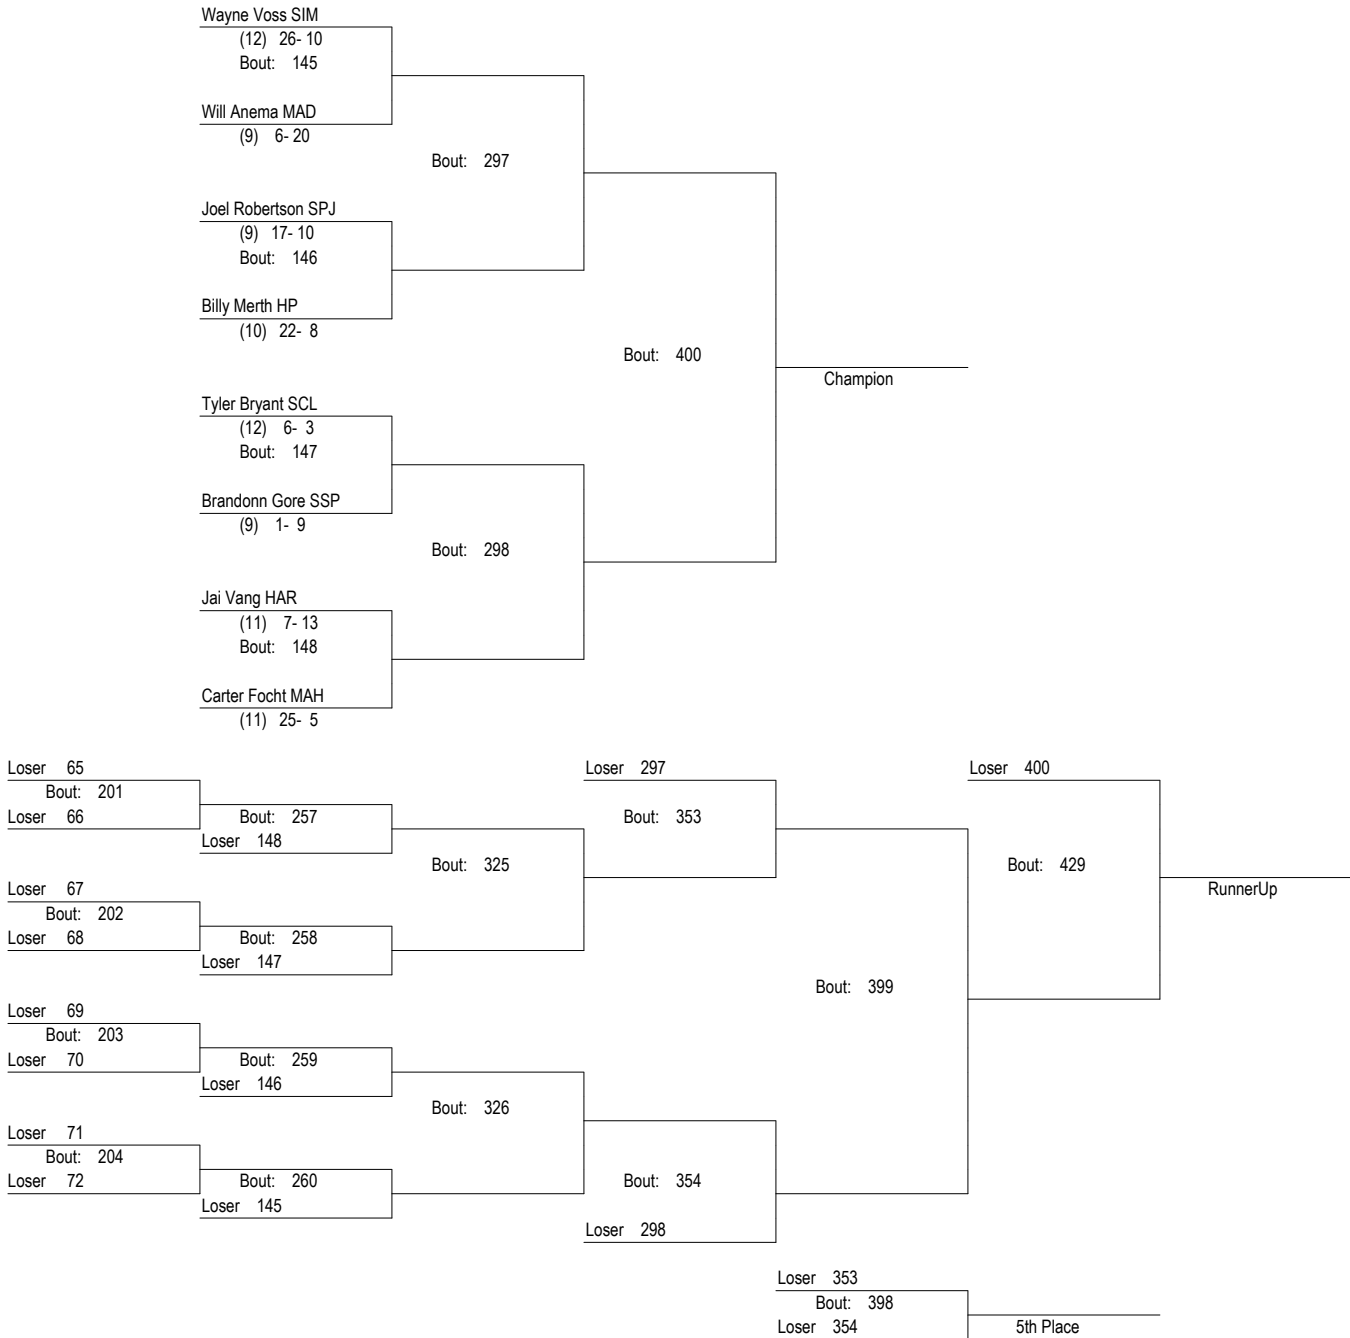 Wayne Voss SIM
(12) 26- 10
Bout: 145
Will Anema MAD
(9) 6- 20
Bout: 297
Joel Robertson SPJ
(9) 17- 10
Bout: 146
Billy Merth HP
(10) 22- 8
Bout: 400
Champion
Tyler Bryant SCL
(12) 6- 3
Bout: 147
Brandonn Gore SSP
(9) 1- 9
Bout: 298
Jai Vang HAR
(11) 7- 13
Bout: 148
Carter Focht MAH
(11) 25- 5
Loser 65
Bout: 201
Loser 66
Bout: 257
Loser 148
Loser 297
Bout: 353
Loser 400
Bout: 325
Bout: 429
RunnerUp
Loser 67
Bout: 202
Loser 68
Bout: 258
Loser 147
Bout: 399
Loser 69
Bout: 203
Loser 70
Bout: 259
Loser 146
Bout: 326
Loser 71
Bout: 204
Loser 72
Bout: 260
Loser 145
Bout: 354
Loser 298
Loser 353
Bout: 398
Loser 354
5th Place